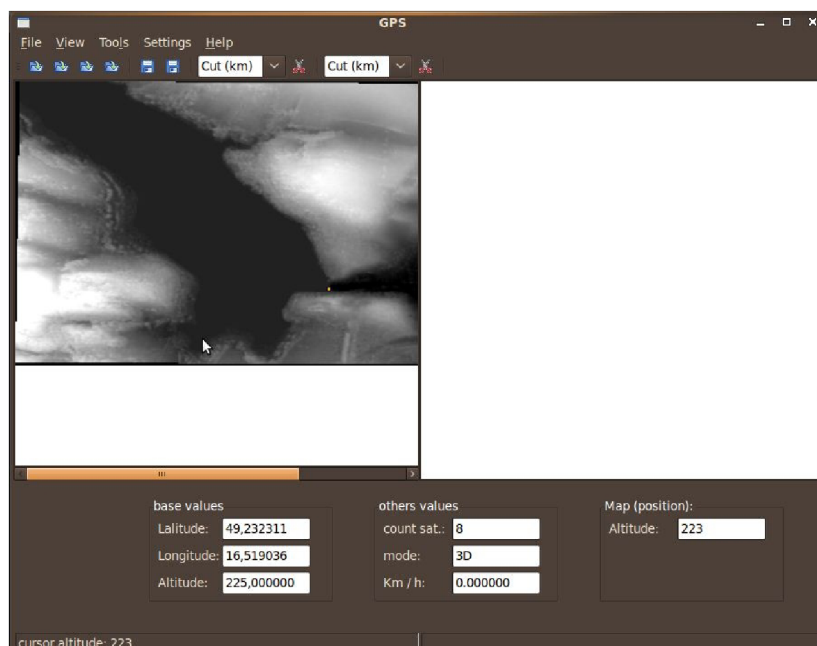 GPS
File View Tools Settings Help
Cut (km) Cut (km)
base values
Lalitude: 49,232311
Longitude: 16,519036
Altitude: 225,000000
others values
count sat.: 8
mode: 3D
Km / h: 0.000000
Map (position):
Altitude: 223
cursor altitude: 223